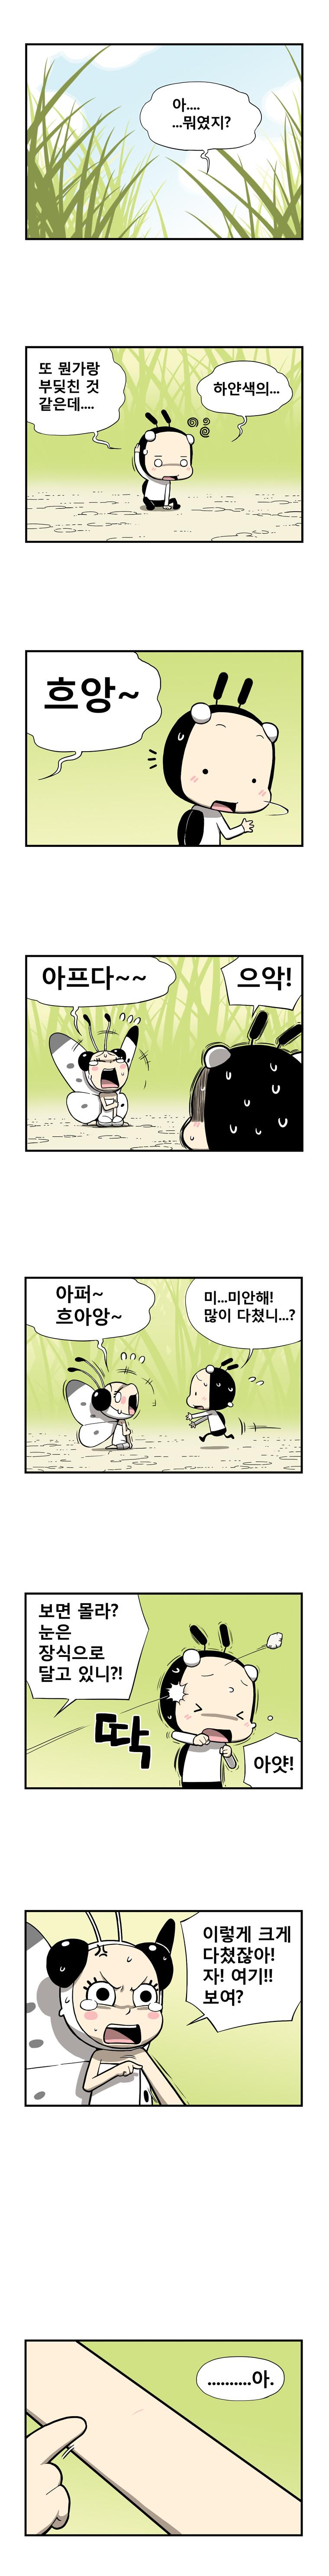 아....
...뭐였지?
또 뭔가랑
부딪친 것
같은데....
하얀색의...
흐앙~
아프다~~
으악!
아퍼~
흐아앙~
미...미안해!
많이 다쳤니...?
보면 몰라?
눈은
장식으로
달고 있니?!
딱
아얏!
이렇게 크게
다쳤잖아!
자! 여기!!
보여?
..........아.